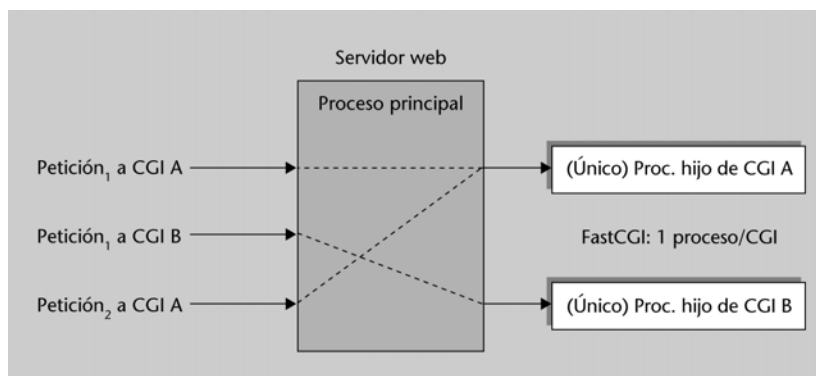 Servidor web
Proceso principal
Petición₁ a CGI A
(Único) Proc. hijo de CGI A
Petición₁ a CGI B
FastCGI: 1 proceso/CGI
Petición₂ a CGI A
(Único) Proc. hijo de CGI B